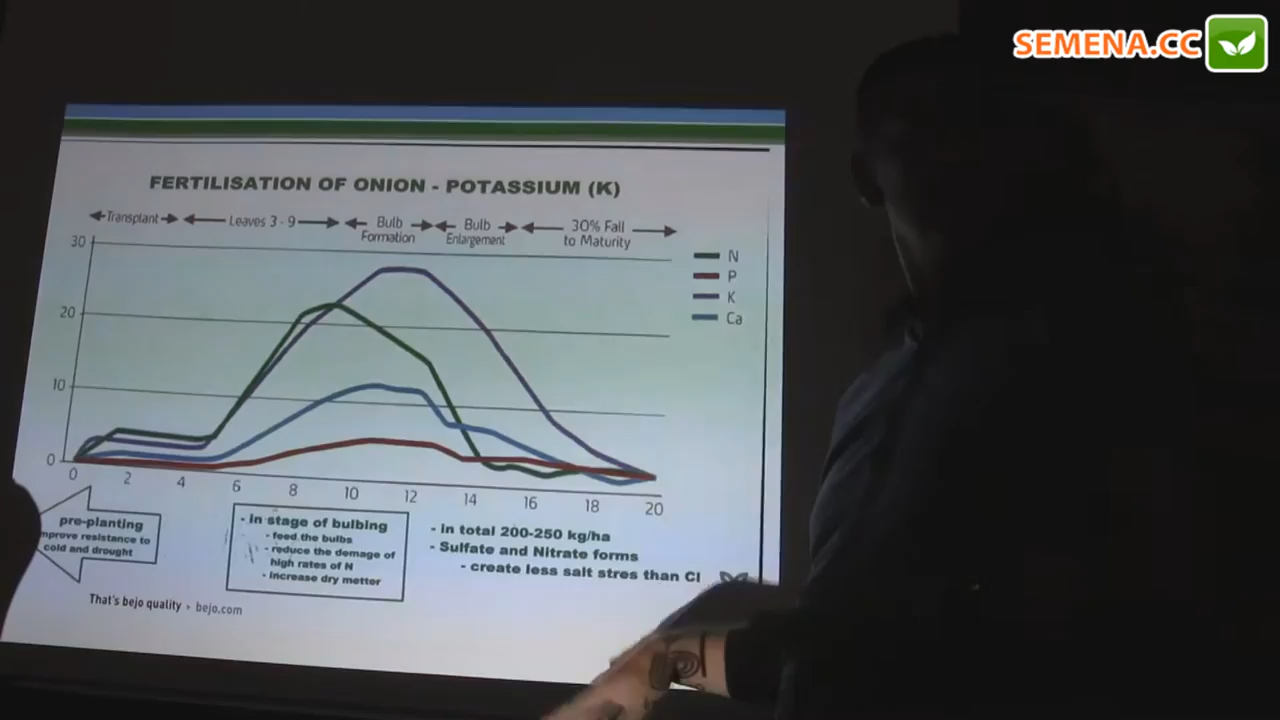 SEMENA.CC
FERTILISATION OF ONION - POTASSIUM (K)
Transplant
Leaves 3 - 9
Bulb
Formation
Bulb
Enlargement
30% Fall
to Maturity
30
20
10
0
N
P
K
Ca
0 2 4 6 8 10 12 14 16 18 20
pre-planting
mprove resistance to
cold and drought
- in stage of bulbing
- feed the bulbs
- reduce the demage of
high rates of N
- increase dry metter
- in total 200-250 kg/ha
- Sulfate and Nitrate forms
- create less salt stres than Cl
That's bejo quality • bejo.com